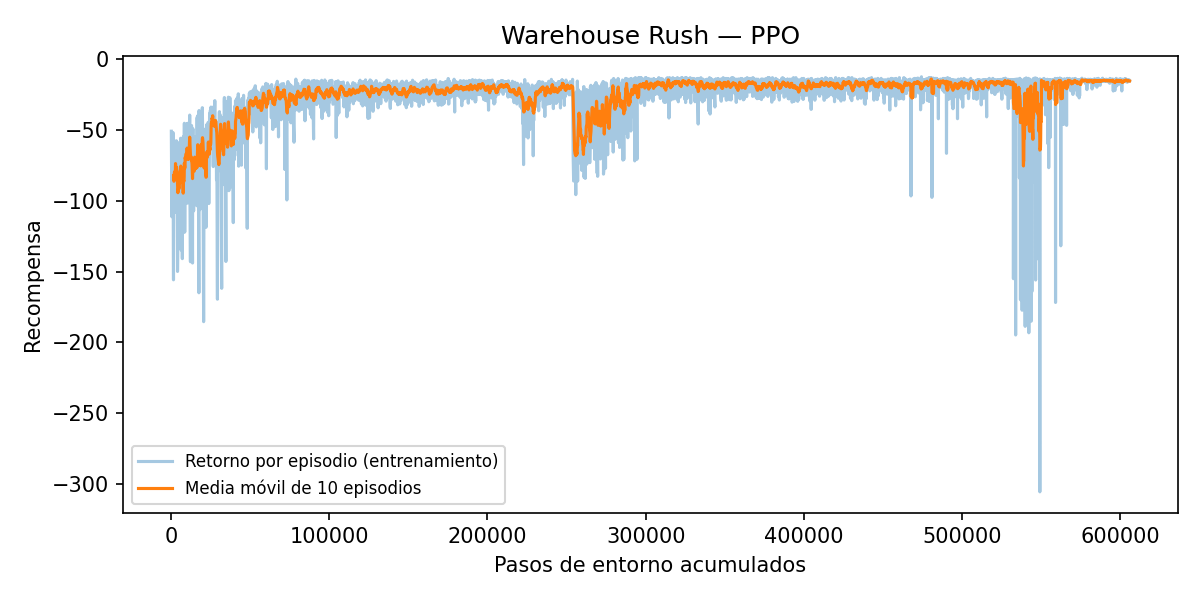 Warehouse Rush — PPO
Recompensa
0
−50
−100
−150
−200
−250
−300
Retorno por episodio (entrenamiento)
Media móvil de 10 episodios
0
100000
200000
300000
400000
500000
600000
Pasos de entorno acumulados